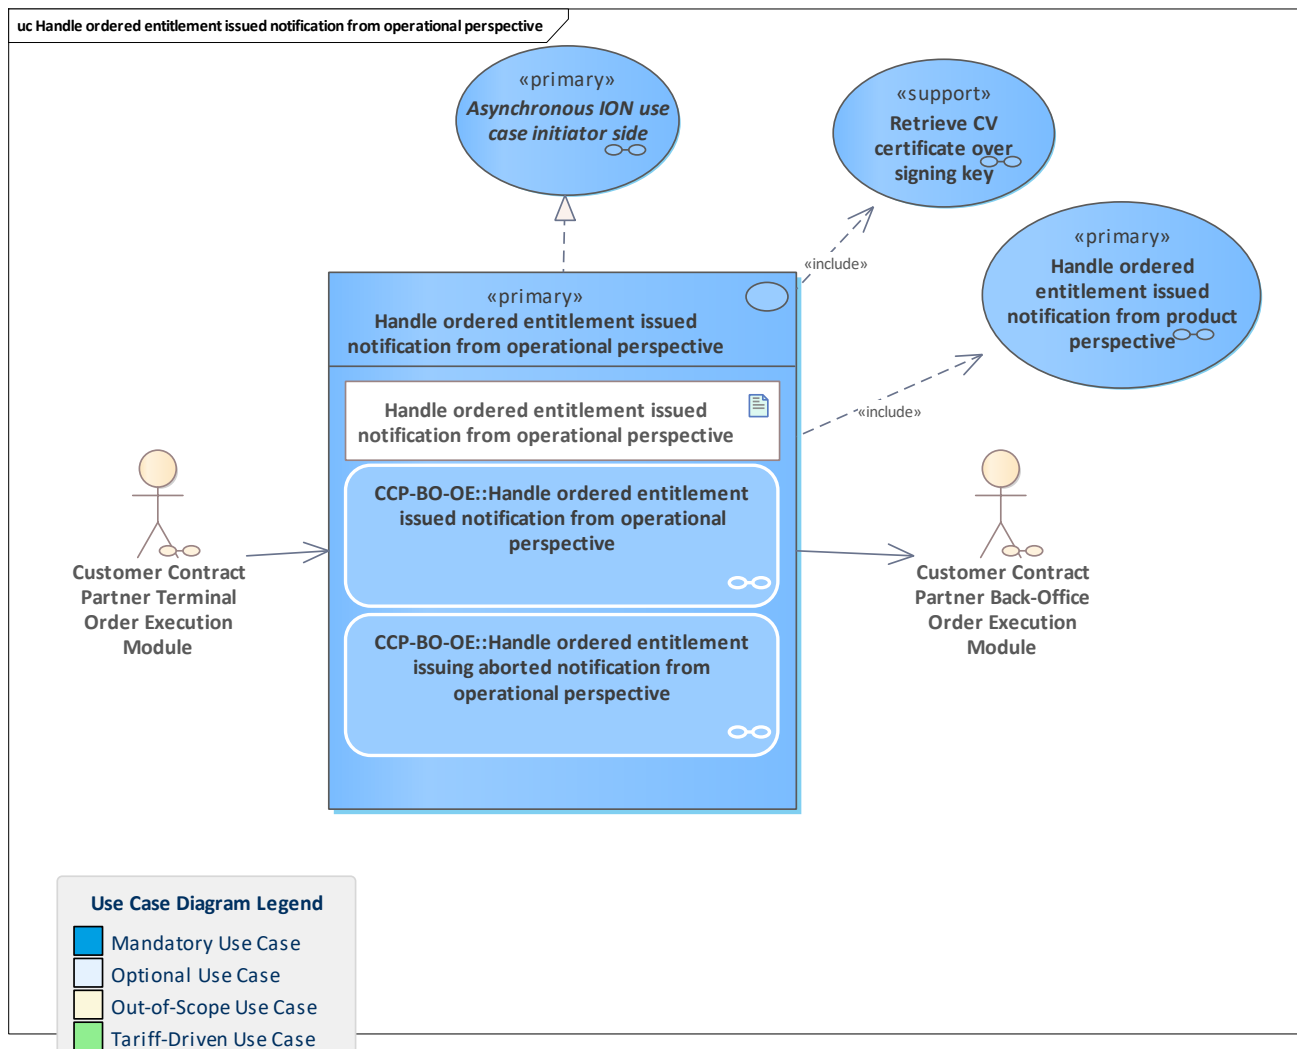 uc Handle ordered entitlement issued notification from operational perspective
«primary»
Asynchronous ION use
case initiator side
«support»
Retrieve CV
certificate over
signing key
«primary»
Handle ordered
entitlement issued
notification from product
perspective
«include»
«include»
«primary»
Handle ordered entitlement issued
notification from operational perspective
Handle ordered entitlement issued
notification from operational perspective
CCP-BO-OE::Handle ordered entitlement
issued notification from operational
perspective
CCP-BO-OE::Handle ordered entitlement
issuing aborted notification from
operational perspective
Customer Contract
Partner Terminal
Order Execution
Module
Customer Contract
Partner Back-Office
Order Execution
Module
Use Case Diagram Legend
Mandatory Use Case
Optional Use Case
Out-of-Scope Use Case
Tariff-Driven Use Case